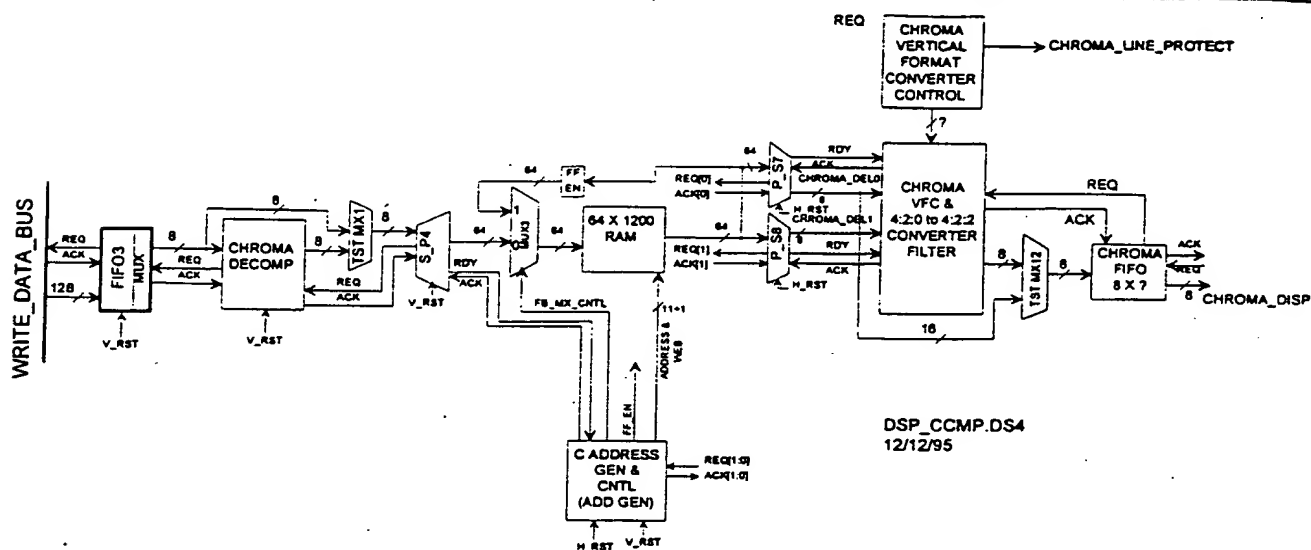 REQ
CHROMA
VERTICAL
FORMAT
CONVERTER
CONTROL
CHROMA_LINE_PROTECT
?
WRITE_DATA_BUS
REQ
ACK
128
FIFO3
MUX
V_RST
8
REQ
ACK
8
CHROMA
DECOMP
V_RST
8
TST MX1
8
REQ
ACK
S_P4
V_RST
RDY
ACK
64
64
FF
EN
1
0
MUX3
FB_MX_CNTL
64
64 X 1200
RAM
11+1
ADDRESS &
WEB
FF_EN
C ADDRESS
GEN &
CNTL
(ADD GEN)
REQ[1:0]
ACK[1:0]
H_RST
V_RST
64
64
REQ[0]
ACK[0]
P_S7
H_RST
RDY
ACK
CHROMA_DEL0
8
REQ[1]
ACK[1]
P_S8
H_RST
CHROMA_DEL1
8
RDY
ACK
CHROMA
VFC &
4:2:0 to 4:2:2
CONVERTER
FILTER
REQ
ACK
8
16
TST MX12
8
CHROMA
FIFO
8 X ?
ACK
REQ
8
CHROMA_DISP
DSP_CCMP.DS4
12/12/95